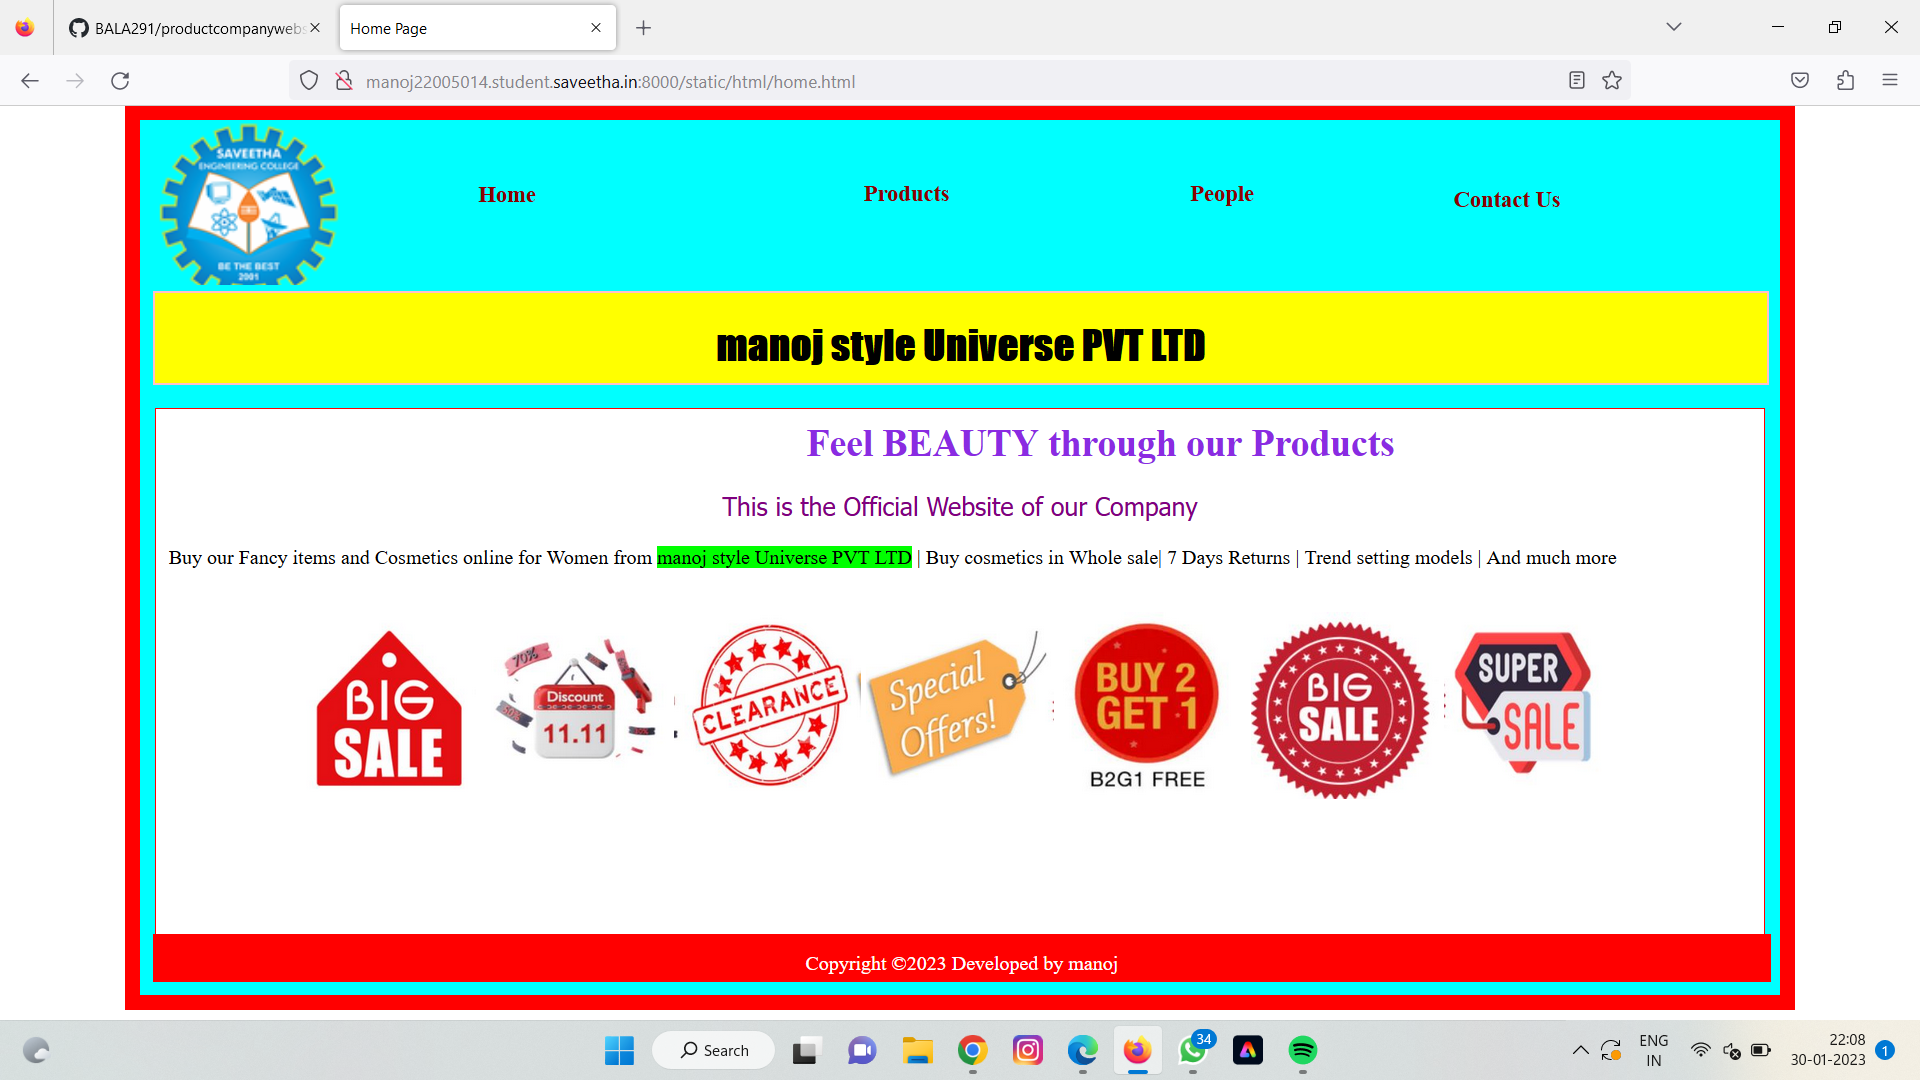 BALA291/productcompanywebs
Home Page
manoj22005014.student.saveetha.in:8000/static/html/home.html
SAVEETHA
ENGINEERING COLLEGE
BE THE BEST
2001
Home
Products
People
Contact Us
manoj style Universe PVT LTD
Feel BEAUTY through our Products
This is the Official Website of our Company
Buy our Fancy items and Cosmetics online for Women from manoj style Universe PVT LTD | Buy cosmetics in Whole sale| 7 Days Returns | Trend setting models | And much more
BIG
SALE
70%
50%
Discount
11.11
CLEARANCE
Special
Offers!
BUY 2
GET 1
B2G1 FREE
BIG
SALE
SUPER
SALE
Copyright ©2023 Developed by manoj
Search
34
ENG
IN
22:08
30-01-2023
1